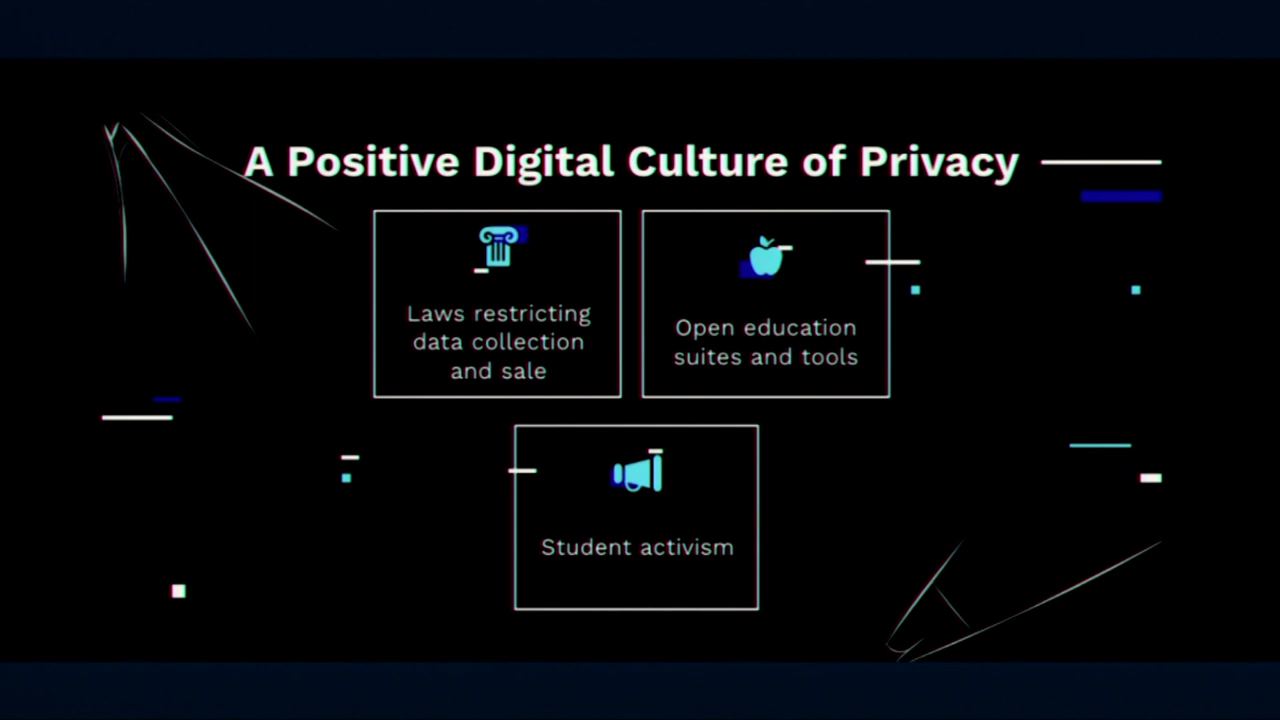 A Positive Digital Culture of Privacy
Laws restricting
data collection
and sale
Open education
suites and tools
Student activism